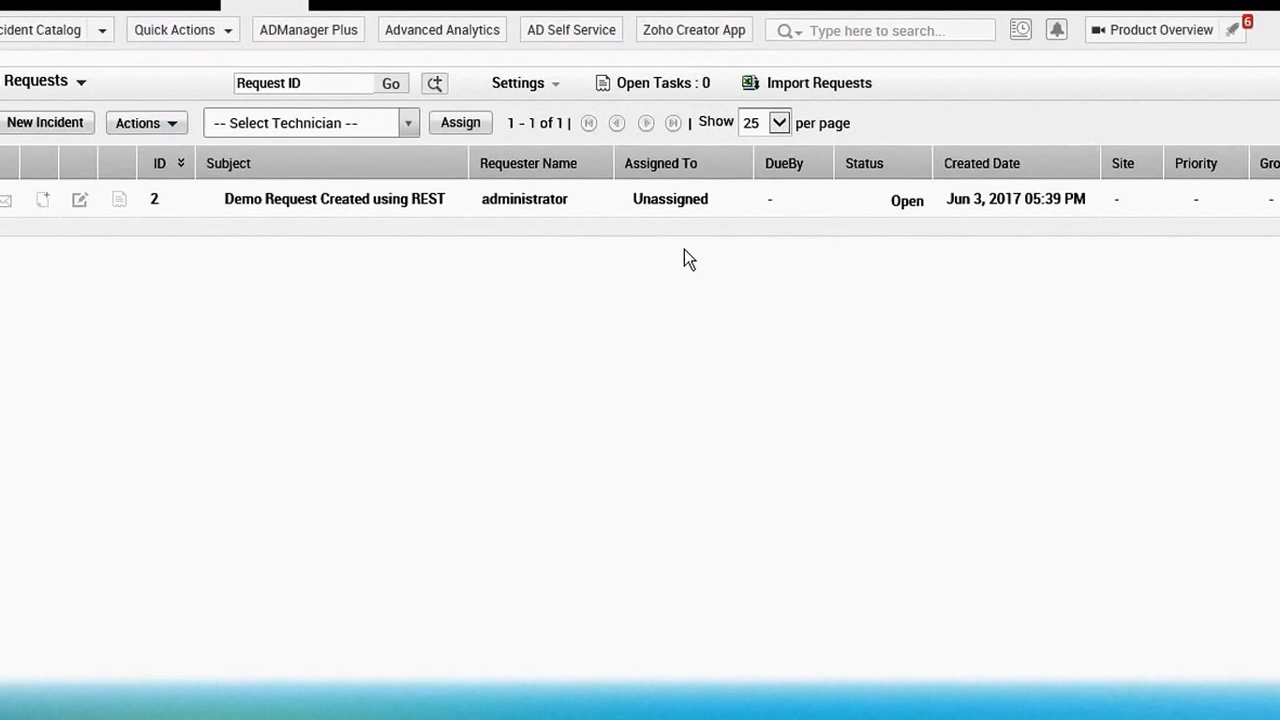 cident Catalog Quick Actions ADManager Plus Advanced Analytics AD Self Service Zoho Creator App Type here to search... Product Overview 6
Requests Request ID Go Settings Open Tasks : 0 Import Requests
New Incident Actions -- Select Technician -- Assign 1 - 1 of 1 | | Show 25 per page
ID Subject Requester Name Assigned To DueBy Status Created Date Site Priority Gro
2 Demo Request Created using REST administrator Unassigned - Open Jun 3, 2017 05:39 PM - - -